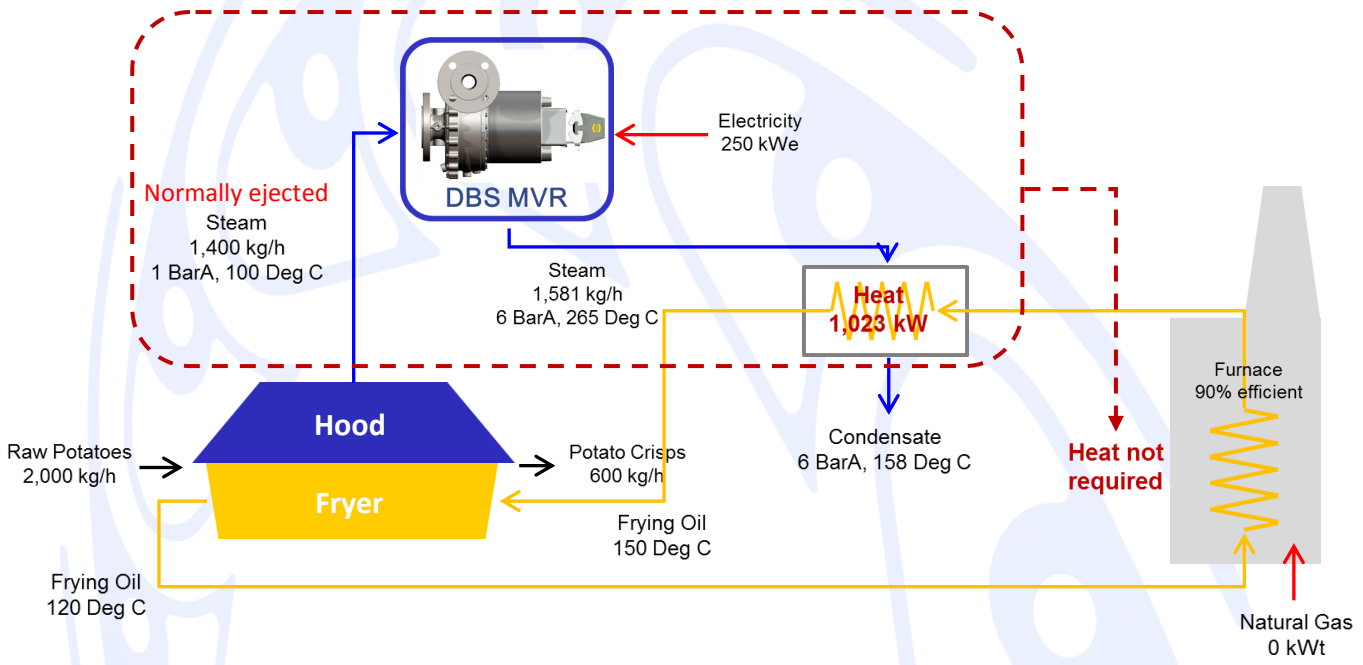 Electricity
250 kWe
DBS MVR
Normally ejected
Steam
1,400 kg/h
1 BarA, 100 Deg C
Steam
1,581 kg/h
6 BarA, 265 Deg C
Heat
1,023 kW
Furnace
90% efficient
Hood
Raw Potatoes
2,000 kg/h
Potato Crisps
600 kg/h
Condensate
6 BarA, 158 Deg C
Heat not
required
Fryer
Frying Oil
150 Deg C
Frying Oil
120 Deg C
Natural Gas
0 kWt